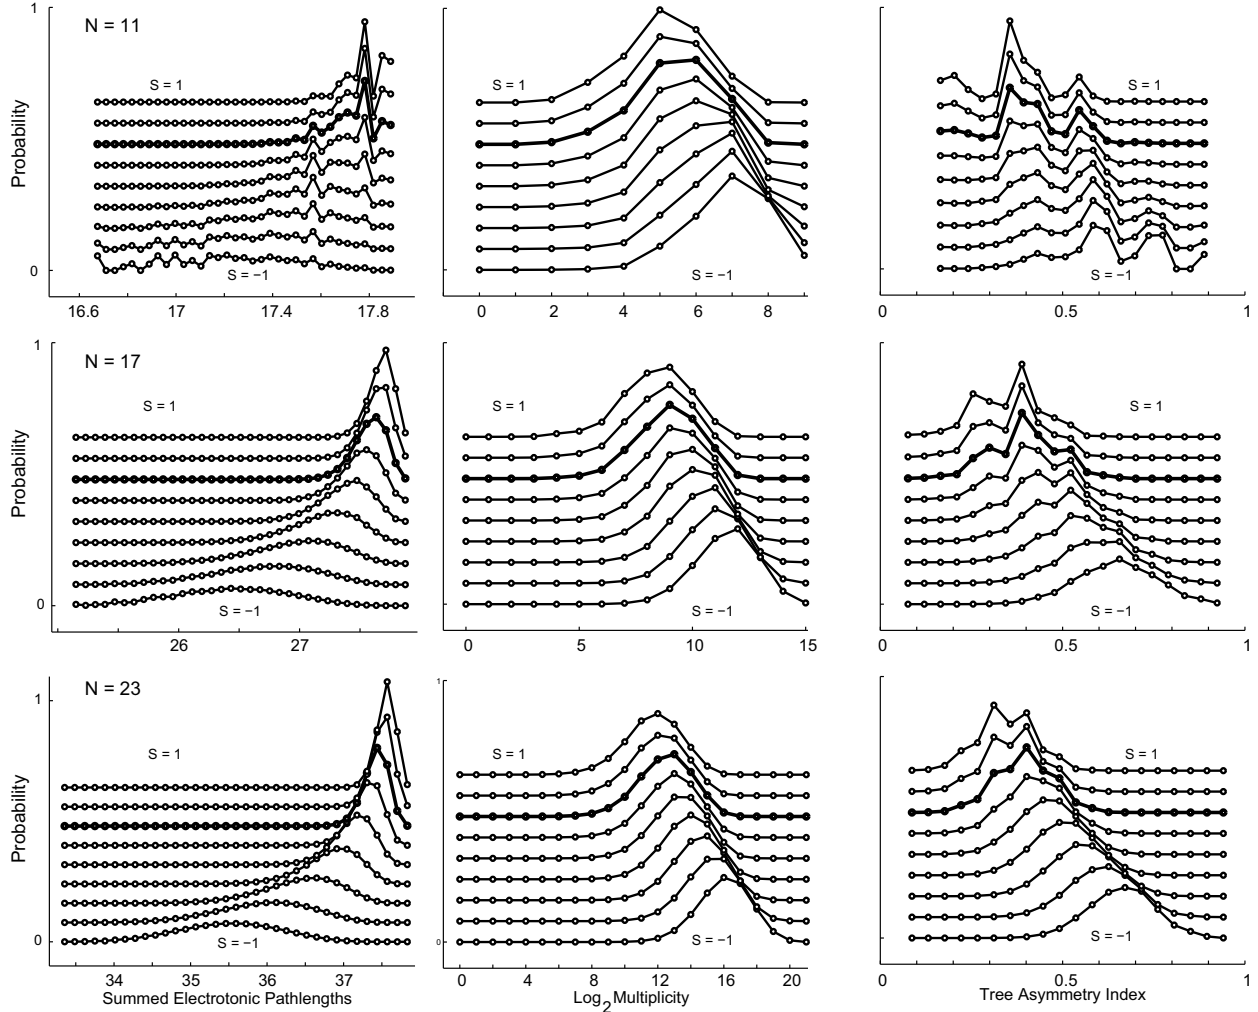 1
N = 11
S = 1
S = 1
S = 1
Probability
0
S = −1
S = −1
S = −1
16.6 17 17.4 17.8
0 2 4 6 8
0 0.5 1
1
N = 17
S = 1
S = 1
S = 1
Probability
0
S = −1
S = −1
S = −1
26 27
0 5 10 15
0 0.5 1
N = 23
1
1
S = 1
S = 1
S = 1
Probability
0
0
S = −1
S = −1
S = −1
34 35 36 37
0 4 8 12 16 20
0 0.5 1
Summed Electrotonic Pathlengths
Log2 Multiplicity
Tree Asymmetry Index